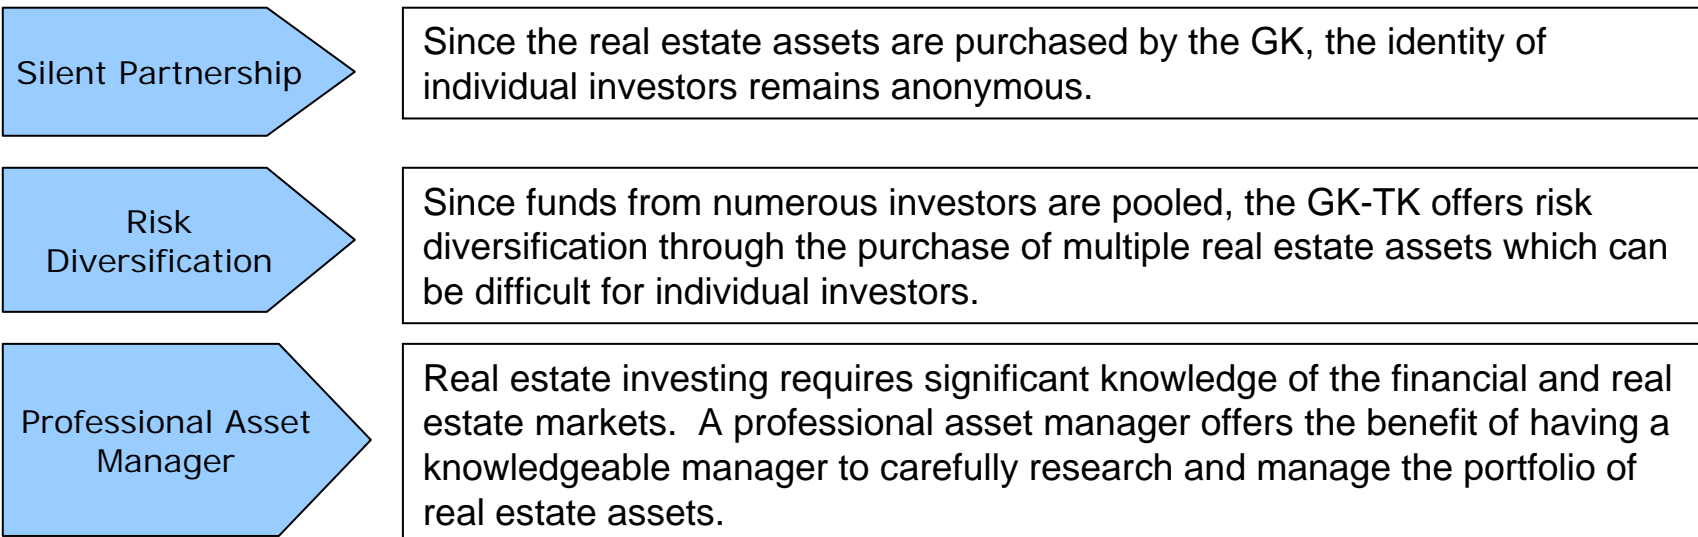 Silent Partnership
Since the real estate assets are purchased by the GK, the identity of
individual investors remains anonymous.
Risk
Diversification
Since funds from numerous investors are pooled, the GK-TK offers risk
diversification through the purchase of multiple real estate assets which can
be difficult for individual investors.
Professional Asset
Manager
Real estate investing requires significant knowledge of the financial and real
estate markets.  A professional asset manager offers the benefit of having a
knowledgeable manager to carefully research and manage the portfolio of
real estate assets.